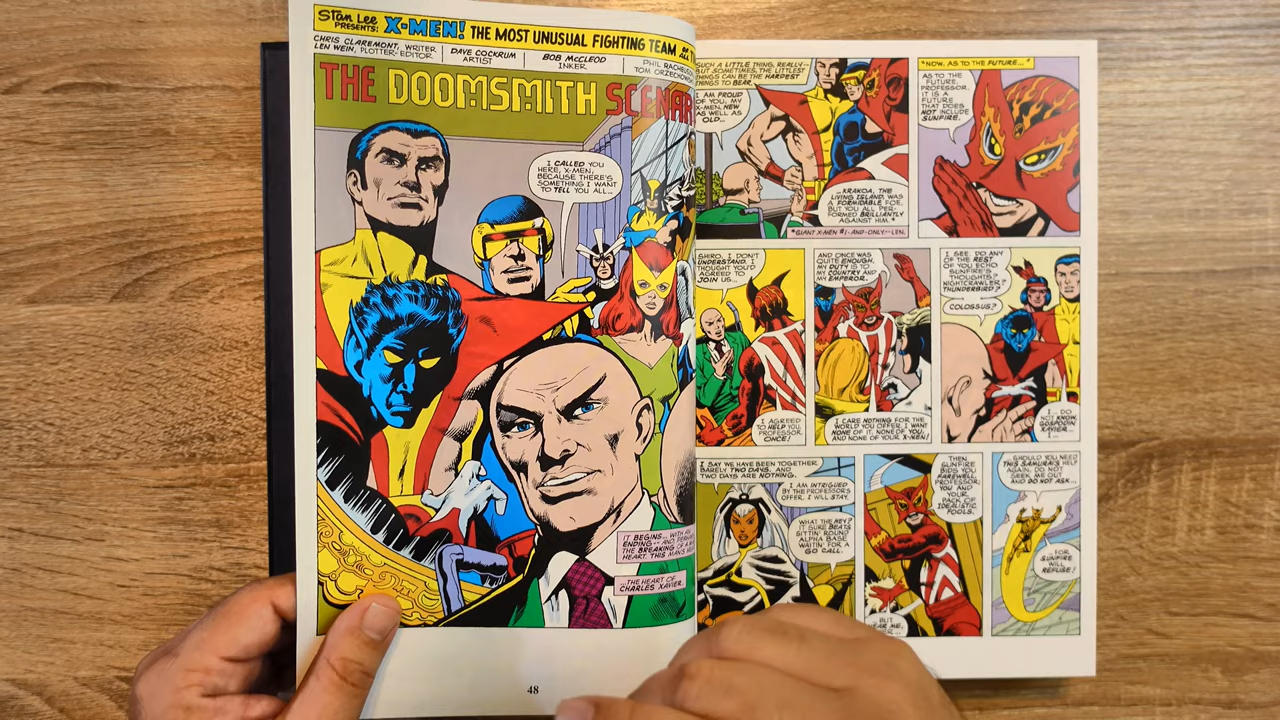 Stan Lee
PRESENTS: X-MEN! THE MOST UNUSUAL FIGHTING TEAM OF
CHRIS CLAREMONT, WRITER
LEN WEIN, PLOTTER-EDITOR
DAVE COCKRUM
ARTIST
BOB McCLEOD
INKER
PHIL
TOM
THE DOOMSMITH
I CALLED YOU
HERE, X-MEN,
BECAUSE THERE'S
SOMETHING I WANT
TO TELL YOU ALL...
IT BEGINS... WITH AN
ENDING--AND
THE BREAKING OF A
HEART. THIS MAN'S
...THE HEART OF
CHARLES XAVIER.
48
SUCH A LITTLE THING, REALLY--
BUT SOMETIMES, THE LITTLEST
THINGS CAN BE THE HARDEST
THINGS TO BEAR.
I AM PROUD
OF YOU, MY
X-MEN, NEW
AS WELL AS
OLD...
...KRAKOA, THE
LIVING ISLAND, WAS
A FORMIDABLE FOE,
BUT YOU ALL PER-
FORMED BRILLIANTLY
AGAINST HIM.*
*GIANT X-MEN #1-AND-ONLY--LEN.
"NOW, AS TO THE FUTURE..."
AS TO
THE
FUTURE,
PROFESSOR,
IT IS A
FUTURE
THAT DOES
NOT INCLUDE
SUNFIRE.
SHIRO, I DON'T
UNDERSTAND. I
THOUGHT YOU'D
AGREED TO
JOIN US...
I AGREED
TO HELP YOU,
PROFESSOR.
ONCE!
AND ONCE WAS
QUITE ENOUGH.
MY DUTY IS TO
MY COUNTRY AND
MY EMPEROR.
I CARE NOTHING FOR THE
WORLD YOU OFFER. I WANT
NONE OF IT, NONE OF YOU,
AND NONE OF YOUR X-MEN!
I SEE. DO ANY
OF THE REST
OF YOU ECHO
SUNFIRE'S
THOUGHTS?
NIGHTCRAWLER?
THUNDERBIRD?
COLOSSUS?
I... DO
NOT KNOW,
GOSPODIN
XAVIER...
I...
I SAY WE HAVE BEEN TOGETHER
BARELY TWO DAYS. AND
TWO DAYS ARE NOTHING.
I AM INTRIGUED
BY THE PROFESSOR'S
OFFER. I WILL STAY.
WHAT THE HEY?
IT SURE BEATS
SITTIN' ROUND
ALPHA BASE
WAITIN' FOR A
GO CALL.
THEN
SUNFIRE
BIDS YOU
FAREWELL,
PROFESSOR,
YOU AND
YOUR
PACK OF
IDEALISTIC
FOOLS.
BUT
HEAR ME,
...SHOULD YOU NEED
THIS SAMURAI'S HELP
AGAIN, DO NOT
SEEK ME OUT
AND DO NOT ASK...
...FOR
SUNFIRE
WILL
REFUSE!